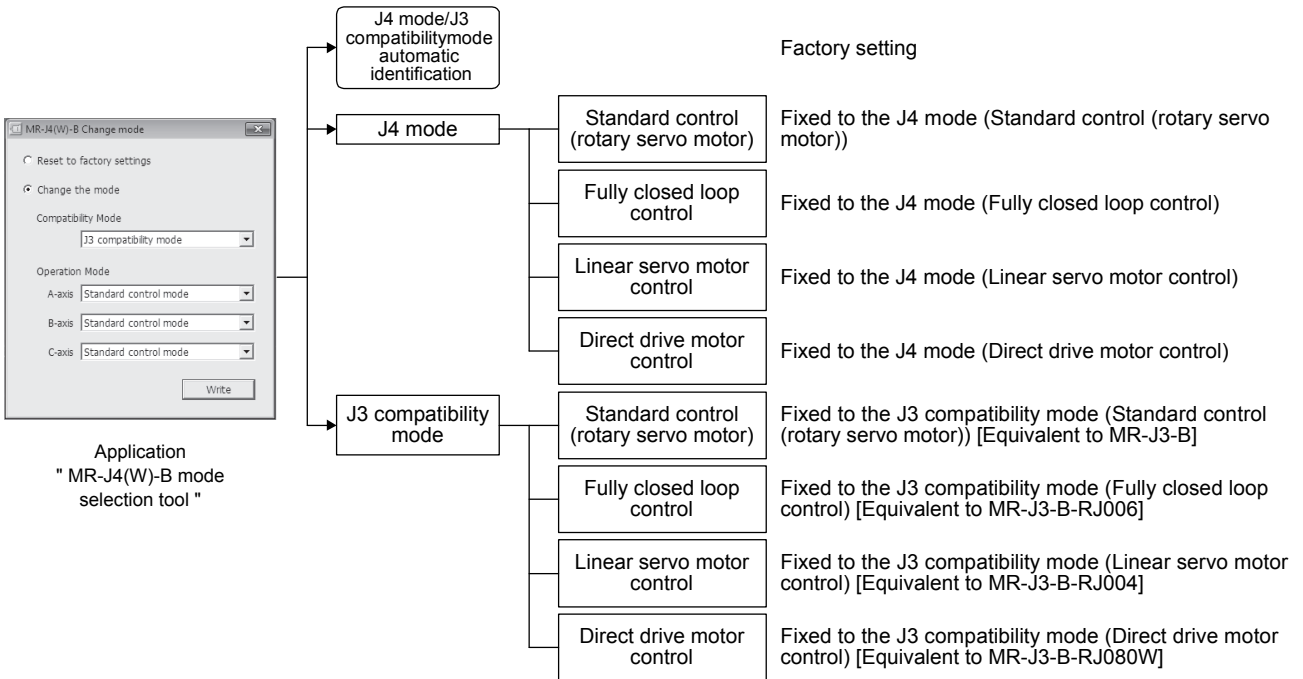 J4 mode/J3
compatibilitymode
automatic
identification
Factory setting
MR-J4(W)-B Change mode
Reset to factory settings
Change the mode
Compatibility Mode
J3 compatibility mode
Operation Mode
A-axis Standard control mode
B-axis Standard control mode
C-axis Standard control mode
Write
Application
" MR-J4(W)-B mode
selection tool "
J4 mode
Standard control
(rotary servo motor)
Fixed to the J4 mode (Standard control (rotary servo
motor))
Fully closed loop
control
Fixed to the J4 mode (Fully closed loop control)
Linear servo motor
control
Fixed to the J4 mode (Linear servo motor control)
Direct drive motor
control
Fixed to the J4 mode (Direct drive motor control)
J3 compatibility
mode
Standard control
(rotary servo motor)
Fixed to the J3 compatibility mode (Standard control
(rotary servo motor)) [Equivalent to MR-J3-B]
Fully closed loop
control
Fixed to the J3 compatibility mode (Fully closed loop
control) [Equivalent to MR-J3-B-RJ006]
Linear servo motor
control
Fixed to the J3 compatibility mode (Linear servo motor
control) [Equivalent to MR-J3-B-RJ004]
Direct drive motor
control
Fixed to the J3 compatibility mode (Direct drive motor
control) [Equivalent to MR-J3-B-RJ080W]